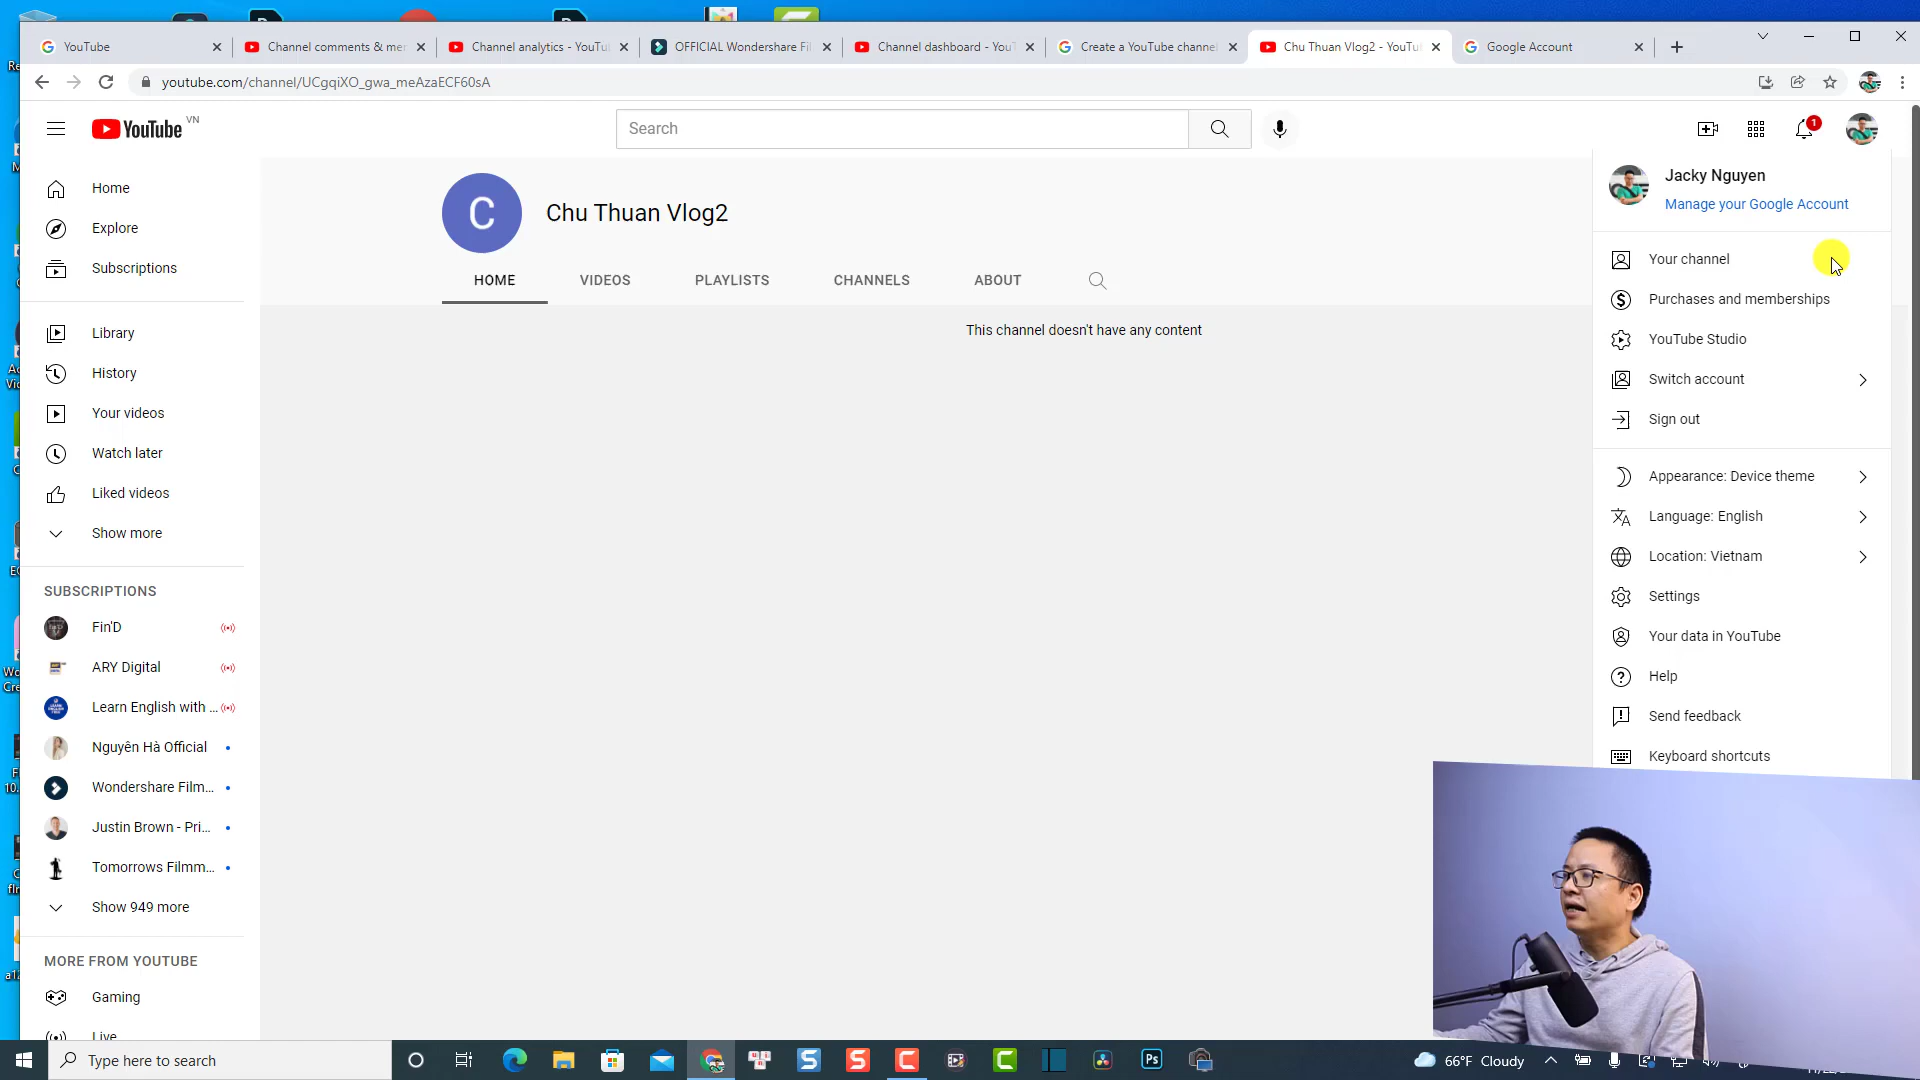 YouTube
Channel comments & me
Channel analytics - YouTu
OFFICIAL Wondershare Fil
Channel dashboard - YouT
Create a YouTube channel
Chu Thuan Vlog2 - YouTu
Google Account
youtube.com/channel/UCgqiXO_gwa_meAzaECF60sA
YouTube VN
Search
1
Home
Explore
Subscriptions
Library
History
Your videos
Watch later
Liked videos
Show more
SUBSCRIPTIONS
Fin'D
ARY Digital
Learn English with ...
Nguyên Hà Official
Wondershare Film...
Justin Brown - Pri...
Tomorrows Filmm...
Show 949 more
MORE FROM YOUTUBE
Gaming
Live
C
Chu Thuan Vlog2
HOME
VIDEOS
PLAYLISTS
CHANNELS
ABOUT
This channel doesn't have any content
Jacky Nguyen
Manage your Google Account
Your channel
Purchases and memberships
YouTube Studio
Switch account
Sign out
Appearance: Device theme
Language: English
Location: Vietnam
Settings
Your data in YouTube
Help
Send feedback
Keyboard shortcuts
Type here to search
Ps
66°F Cloudy